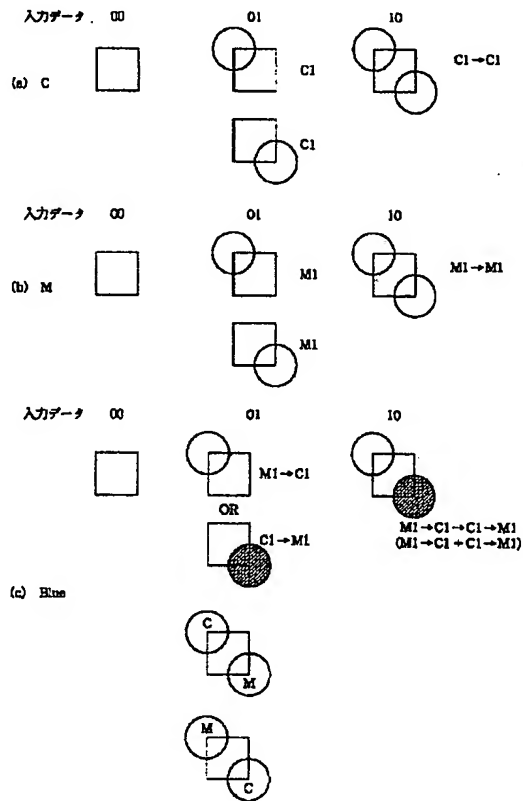 入力データ 00 01 10
(a) C
C1
C1→C1
C1
入力データ 00 01 10
(b) M
M1
M1→M1
M1
入力データ 00 01 10
M1→C1
OR
C1→M1
M1→C1→C1→M1
(M1→C1+C1→M1)
(c) Blue
C
M
M
C